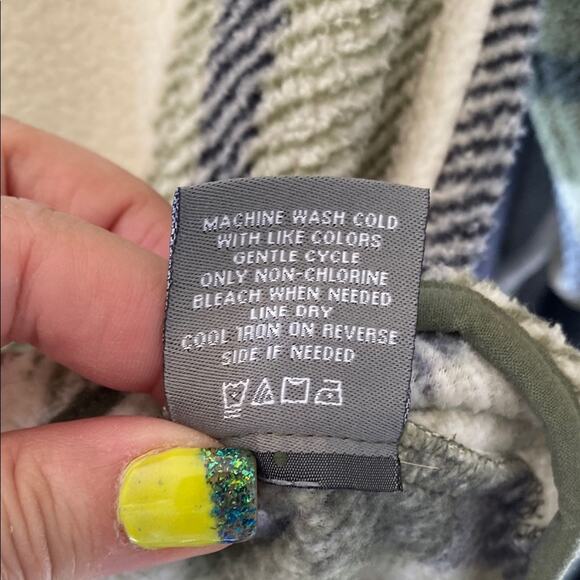 MACHINE WASH COLD
WITH LIKE COLORS
GENTLE CYCLE
ONLY NON-CHLORINE
BLEACH WHEN NEEDED
LINE DRY
COOL IRON ON REVERSE
SIDE IF NEEDED